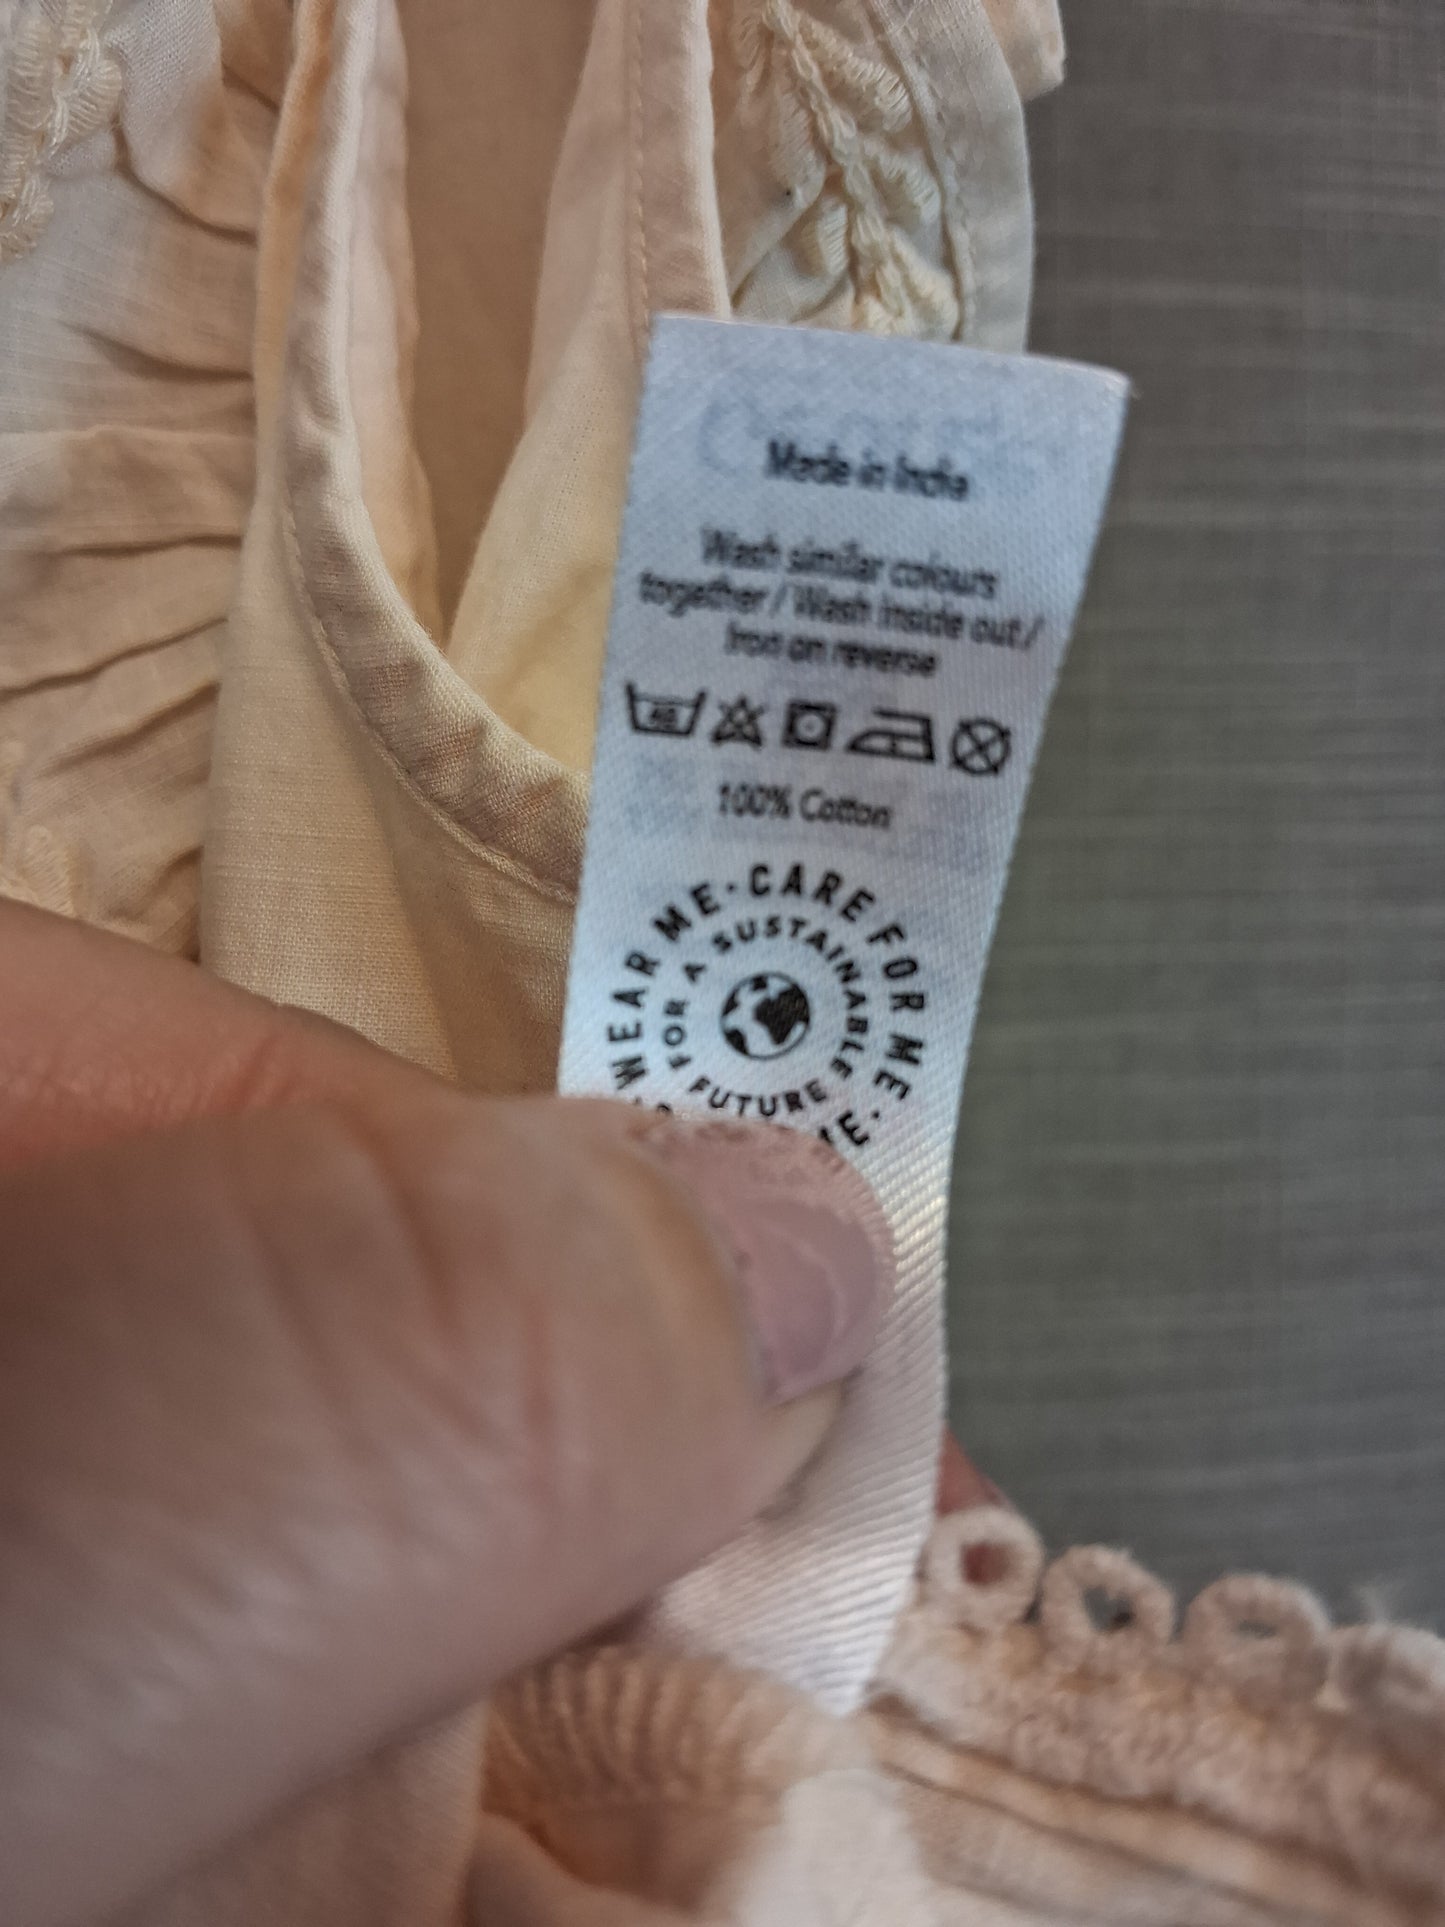 Made in India
Wash similar colours
together / Wash inside out /
Iron on reverse
40
100% Cotton
WEAR ME · CARE FOR ME ·
FOR A SUSTAINABLE FUTURE